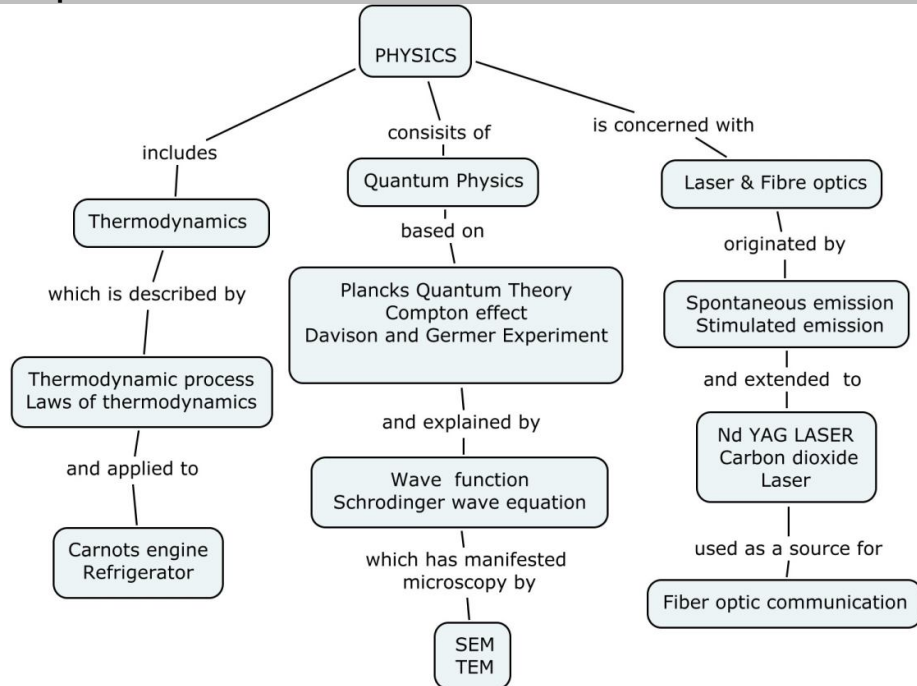 PHYSICS
includes
Thermodynamics
which is described by
Thermodynamic process
Laws of thermodynamics
and applied to
Carnots engine
Refrigerator
consisits of
Quantum Physics
based on
Plancks Quantum Theory
Compton effect
Davison and Germer Experiment
and explained by
Wave function
Schrodinger wave equation
which has manifested
microscopy by
SEM
TEM
is concerned with
Laser & Fibre optics
originated by
Spontaneous emission
Stimulated emission
and extended to
Nd YAG LASER
Carbon dioxide
Laser
used as a source for
Fiber optic communication